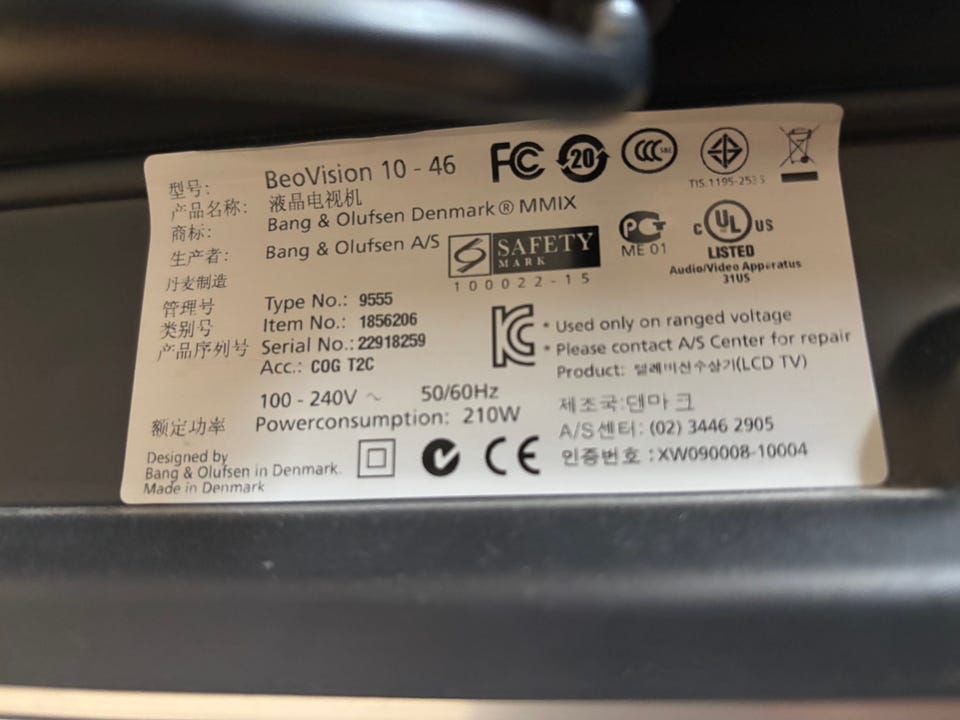 型号: BeoVision 10 - 46
产品名称: 液晶电视机
商标: Bang & Olufsen Denmark® MMIX
生产者: Bang & Olufsen A/S
丹麦制造
管理号 Type No.: 9555
类别号 Item No.: 1856206
产品序列号 Serial No.: 22918259
Acc.: COG T2C
100 - 240V ~ 50/60Hz
额定功率 Powerconsumption: 210W
Designed by
Bang & Olufsen in Denmark.
Made in Denmark
FC 20 CCC S&E
TIS.1195-2535
S SAFETY
MARK
100022-15
PG
ME 01
C UL US
LISTED
Audio/Video Apparatus
31US
KC
* Used only on ranged voltage
* Please contact A/S Center for repair
Product: 텔레비전수상기(LCD TV)
제조국:덴마크
A/S센터: (02) 3446 2905
인증번호 :XW090008-10004
CE